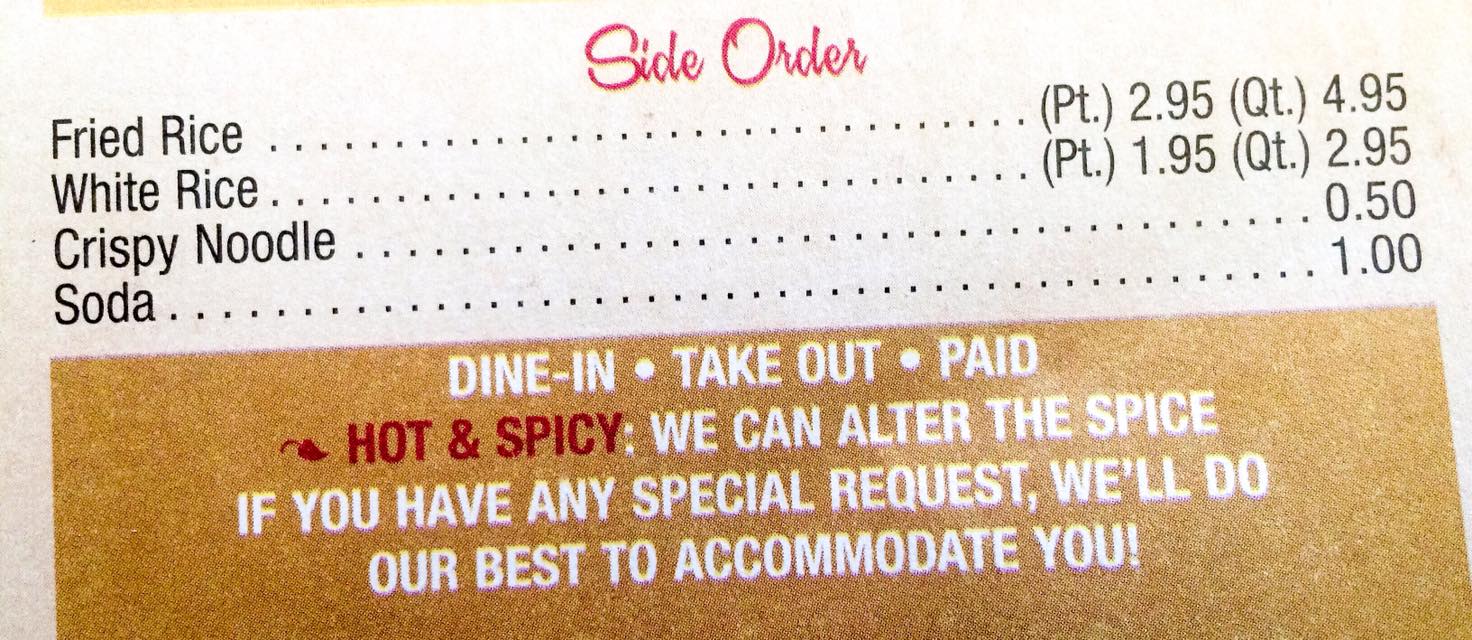 Side Order
Fried Rice . . . . . . . . . . . . . . . . . . . . . . . . . . . . . . (Pt.) 2.95 (Qt.) 4.95
White Rice . . . . . . . . . . . . . . . . . . . . . . . . . . . . . . (Pt.) 1.95 (Qt.) 2.95
Crispy Noodle . . . . . . . . . . . . . . . . . . . . . . . . . . . . . . . . . . . . . 0.50
Soda . . . . . . . . . . . . . . . . . . . . . . . . . . . . . . . . . . . . . . . . . . . . 1.00
DINE-IN • TAKE OUT • PAID
HOT & SPICY: WE CAN ALTER THE SPICE
IF YOU HAVE ANY SPECIAL REQUEST, WE'LL DO
OUR BEST TO ACCOMMODATE YOU!